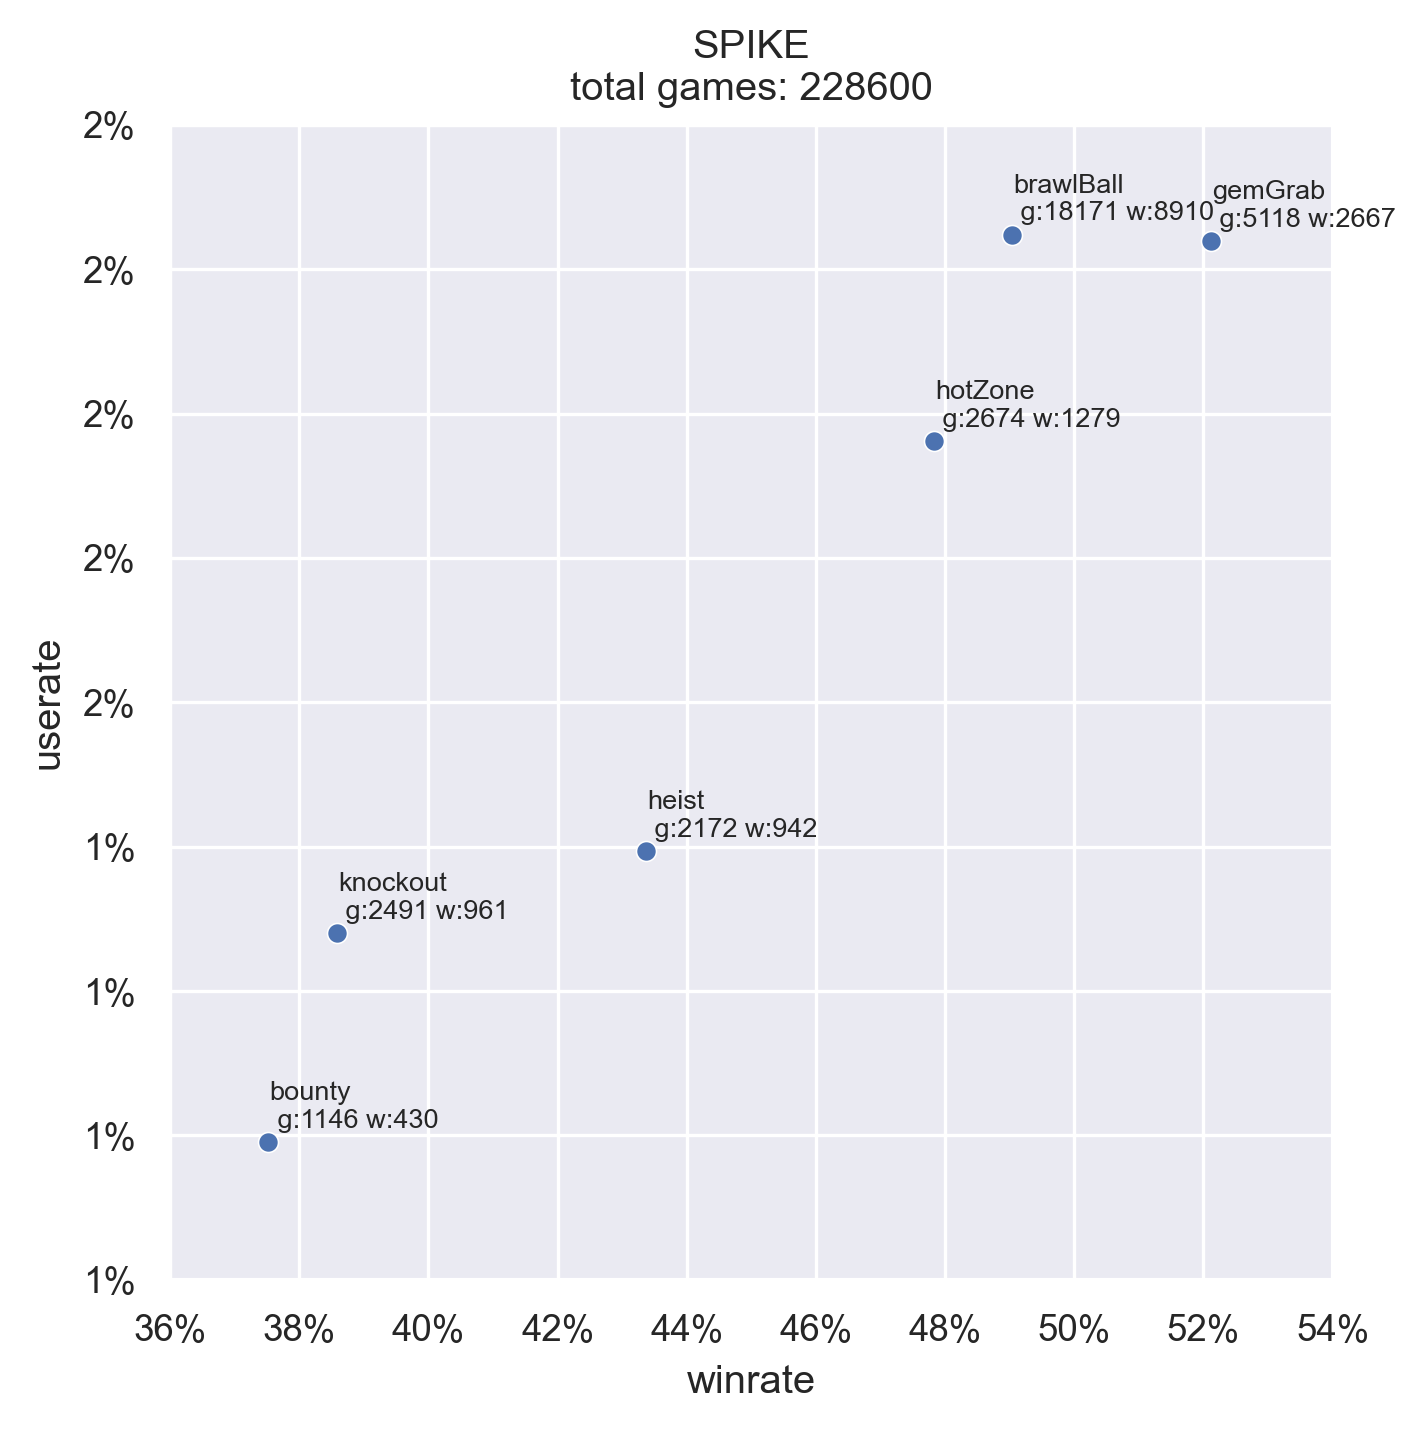 SPIKE
total games: 228600
2%
2%
2%
2%
2%
1%
1%
1%
1%
userate
brawlBall
g:18171 w:8910
gemGrab
g:5118 w:2667
hotZone
g:2674 w:1279
heist
g:2172 w:942
knockout
g:2491 w:961
bounty
g:1146 w:430
36% 38% 40% 42% 44% 46% 48% 50% 52% 54%
winrate